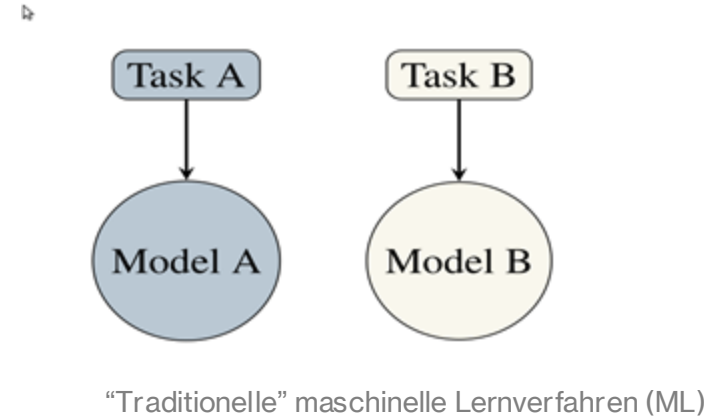 Task A Task B
Model A Model B
“Traditionelle” maschinelle Lernverfahren (ML)